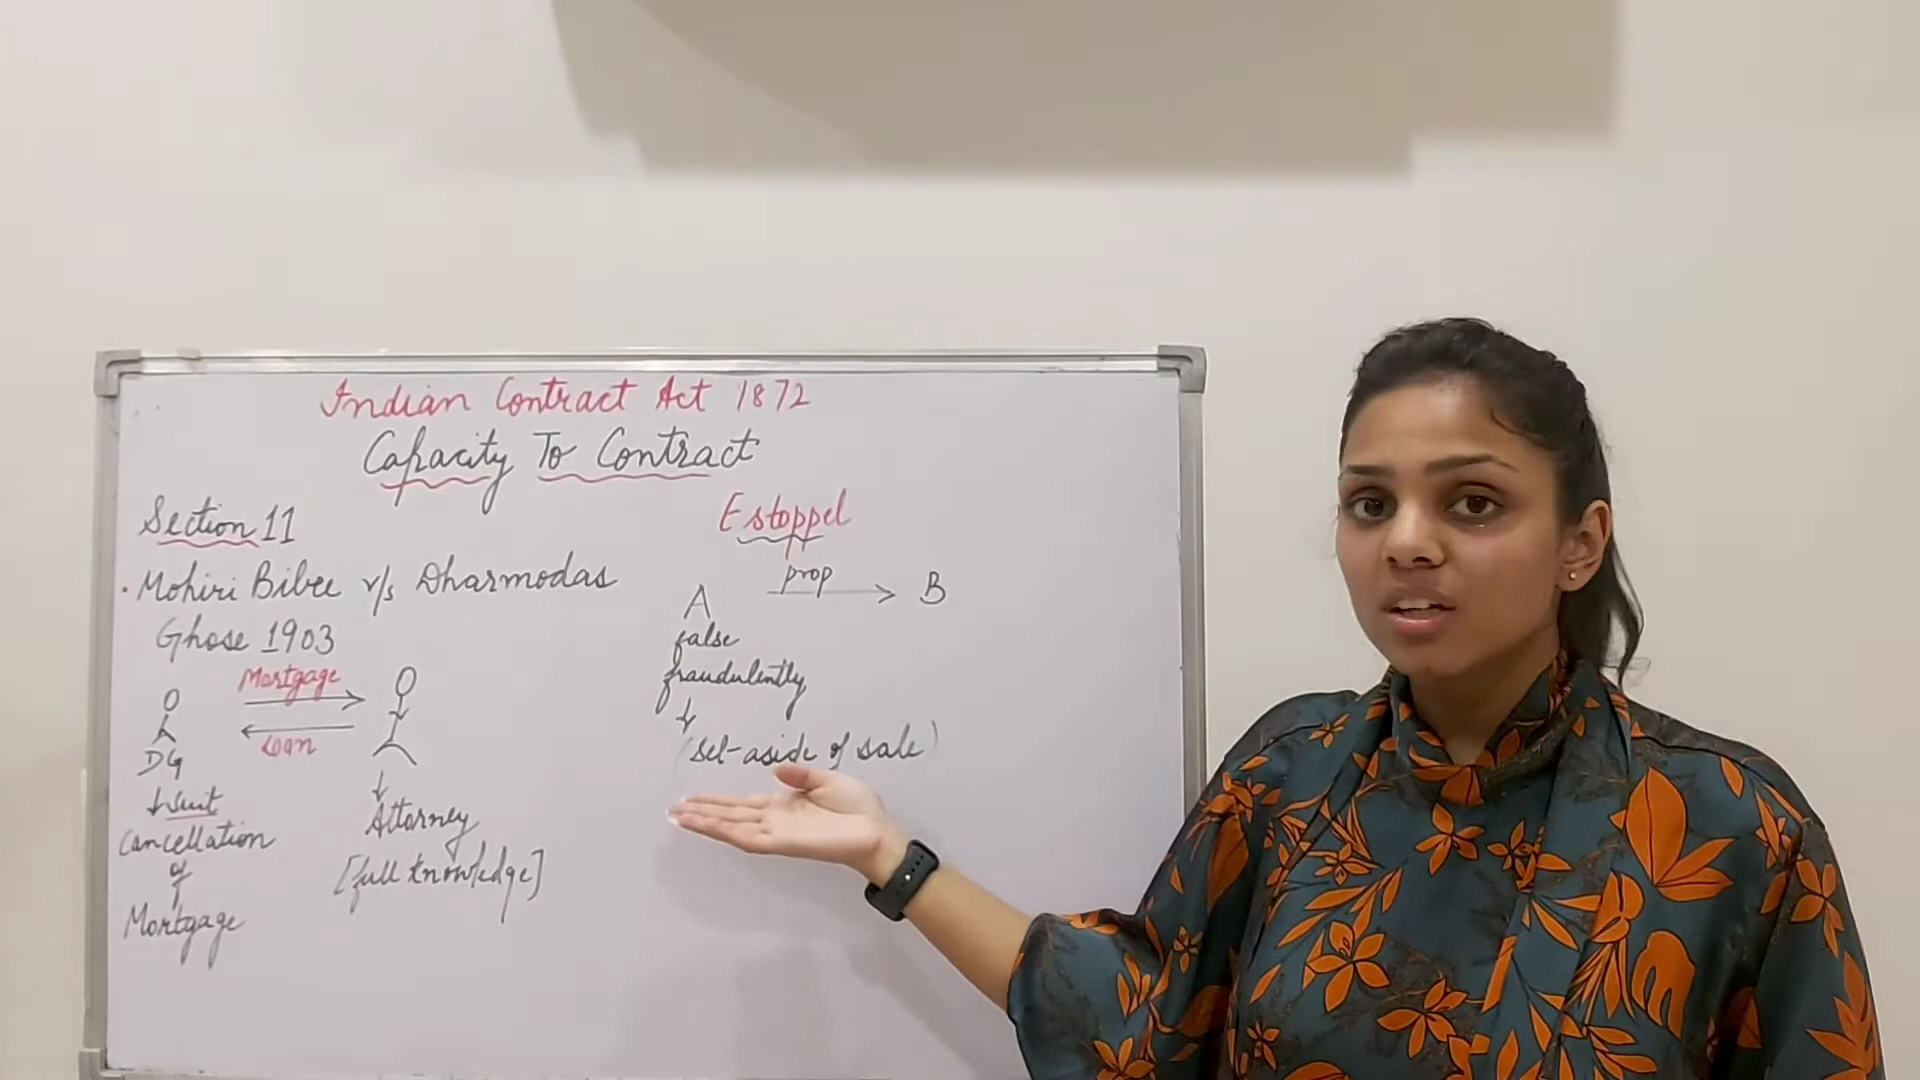 Indian Contract Act 1872
Capacity To Contract
Section 11
Mohiri Bibee v/s Dharmodas
Ghose 1903
Mortgage
Loan
DG
Suit
Cancellation
of
Mortgage
Attorney
[full knowledge]
Estoppel
A prop B
false
fraudulently
(set-aside of sale)